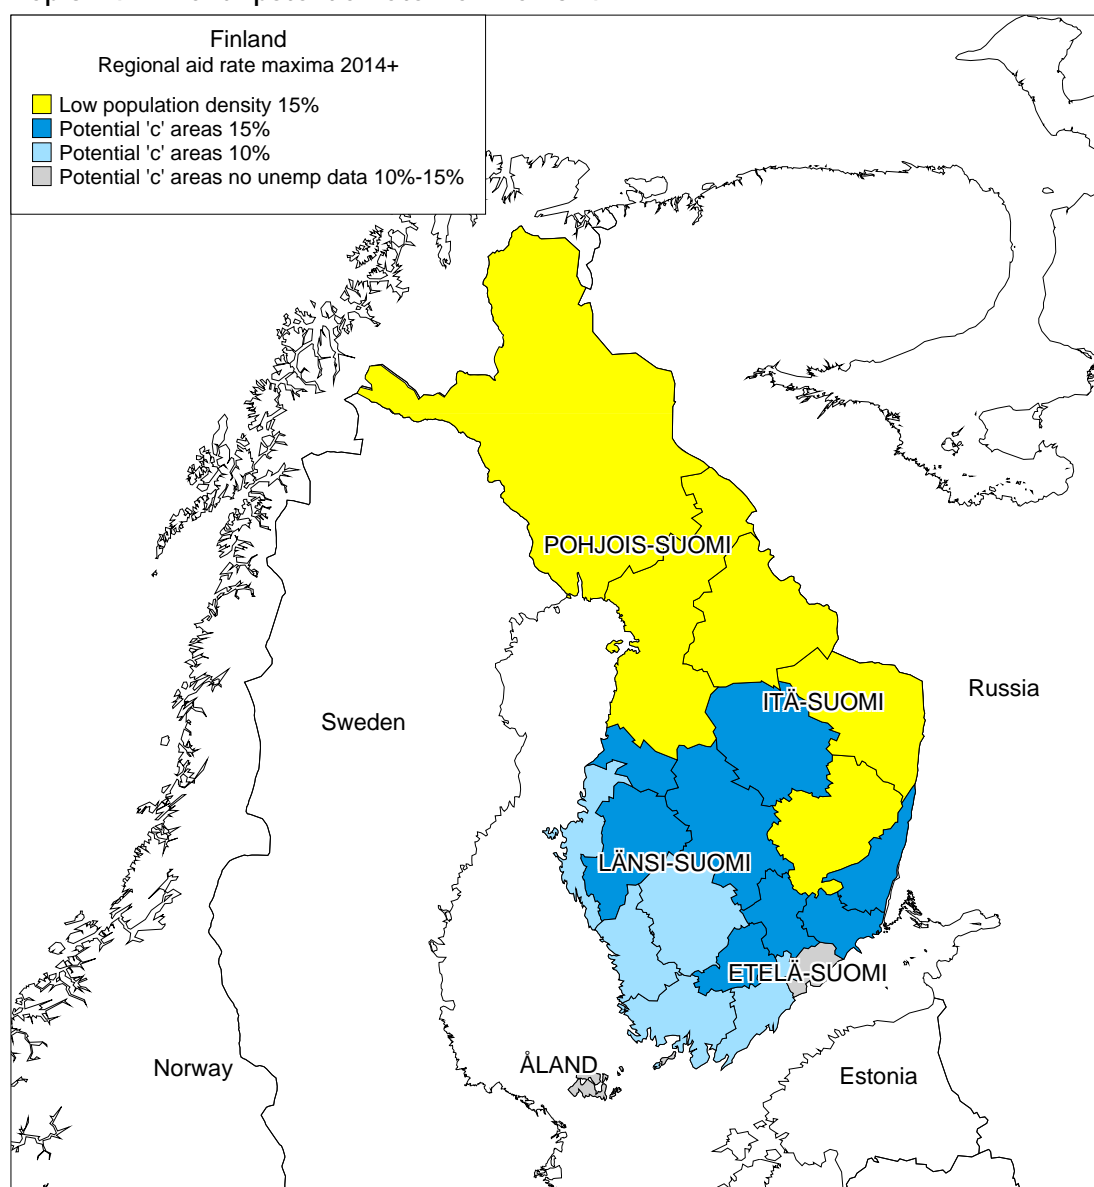 Finland
Regional aid rate maxima 2014+
Low population density 15%
Potential 'c' areas 15%
Potential 'c' areas 10%
Potential 'c' areas no unemp data 10%-15%
POHJOIS-SUOMI
Russia
ITÄ-SUOMI
Sweden
LÄNSI-SUOMI
ETELÄ-SUOMI
ÅLAND
Norway
Estonia